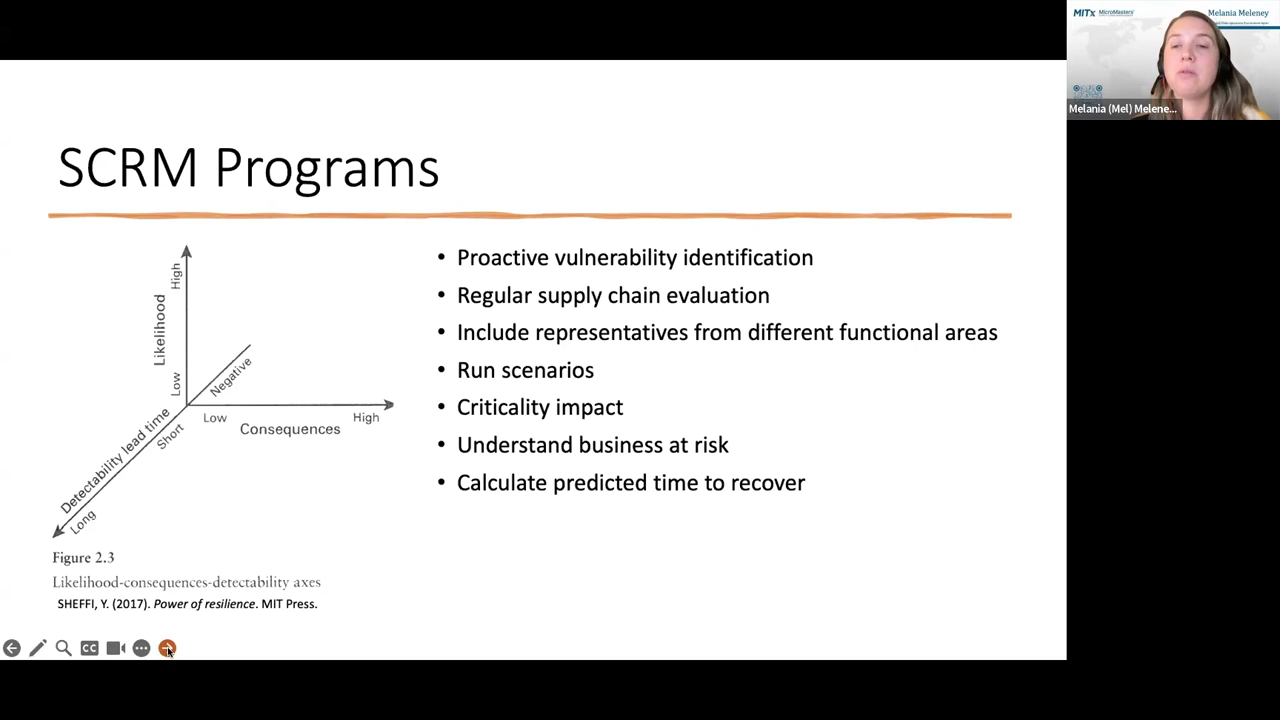 MITx MicroMasters
Melania Meleney
Melania (Mel) Melene...
SCRM Programs
High
Likelihood
Low
Negative
Low
High
Consequences
Short
Detectability lead time
Long
Figure 2.3
Likelihood-consequences-detectability axes
SHEFFI, Y. (2017). Power of resilience. MIT Press.
• Proactive vulnerability identification
• Regular supply chain evaluation
• Include representatives from different functional areas
• Run scenarios
• Criticality impact
• Understand business at risk
• Calculate predicted time to recover
CC